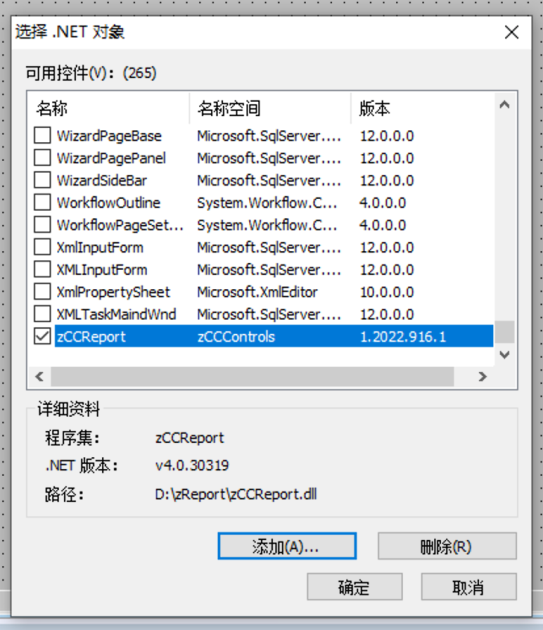 选择 .NET 对象
可用控件(V)：(265)
名称 名称空间 版本
WizardPageBase Microsoft.SqlServer.... 12.0.0.0
WizardPagePanel Microsoft.SqlServer.... 12.0.0.0
WizardSideBar Microsoft.SqlServer.... 12.0.0.0
WorkflowOutline System.Workflow.C... 4.0.0.0
WorkflowPageSet... System.Workflow.C... 4.0.0.0
XmlInputForm Microsoft.SqlServer.... 12.0.0.0
XMLInputForm Microsoft.SqlServer.... 12.0.0.0
XmlPropertySheet Microsoft.XmlEditor 10.0.0.0
XMLTaskMaindWnd Microsoft.SqlServer.... 12.0.0.0
zCCReport zCCControls 1.2022.916.1
详细资料
程序集： zCCReport
.NET 版本： v4.0.30319
路径： D:\zReport\zCCReport.dll
添加(A)... 删除(R)
确定 取消